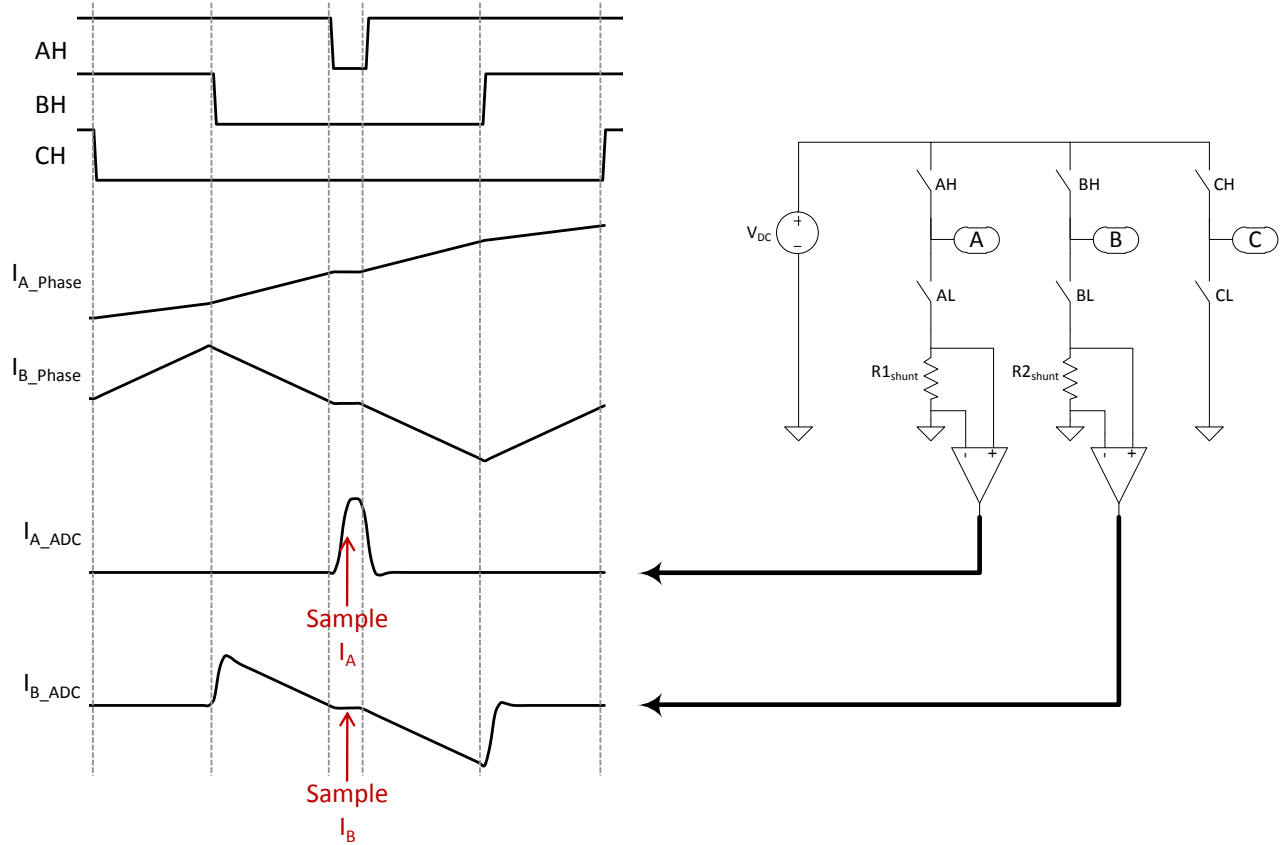 AH
BH
CH
I_A_Phase
I_B_Phase
I_A_ADC
Sample
I_A
I_B_ADC
Sample
I_B
AH
BH
CH
V_DC
+
−
A
B
C
AL
BL
CL
R1_shunt
R2_shunt
- +
- +